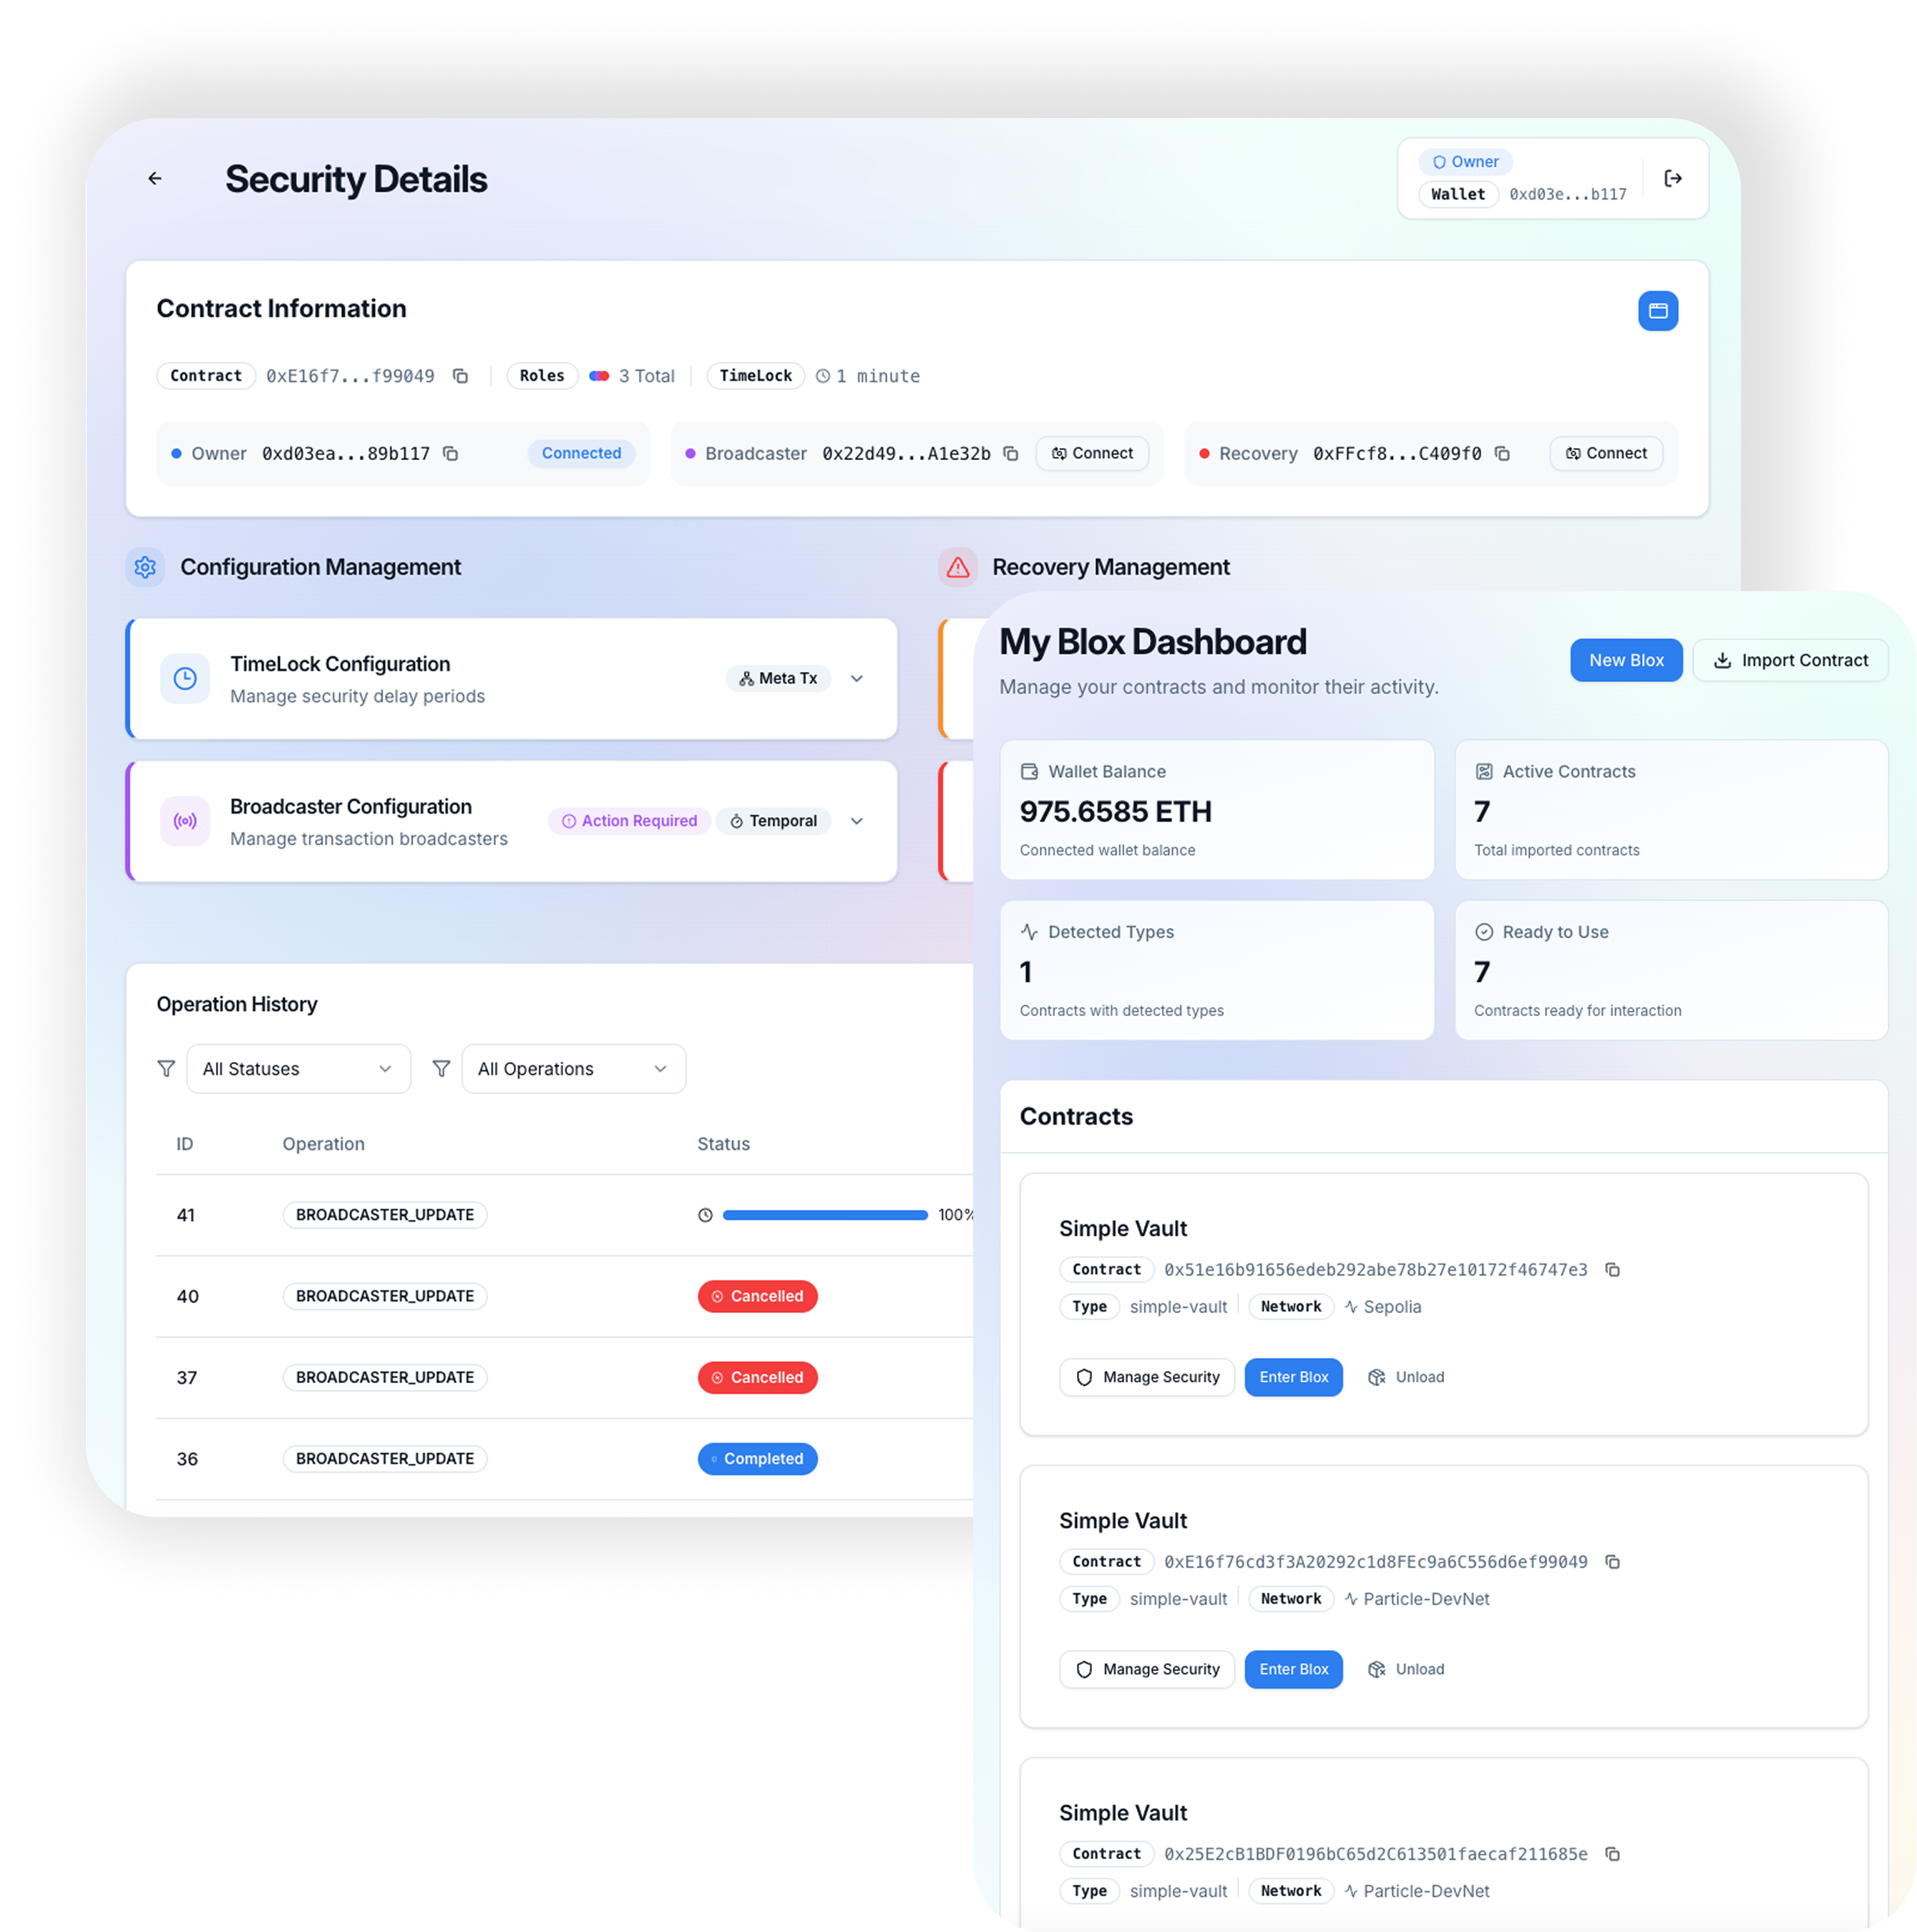 Security Details
Owner
Wallet 0xd03e...b117
Contract Information
Contract 0xE16f7...f99049 Roles 3 Total TimeLock 1 minute
Owner 0xd03ea...89b117 Connected Broadcaster 0x22d49...A1e32b Connect Recovery 0xFFcf8...C409f0 Connect
Configuration Management
Recovery Management
TimeLock Configuration
Manage security delay periods
Meta Tx
Broadcaster Configuration
Manage transaction broadcasters
Action Required Temporal
Operation History
All Statuses All Operations
ID Operation Status
41 BROADCASTER_UPDATE 100%
40 BROADCASTER_UPDATE Cancelled
37 BROADCASTER_UPDATE Cancelled
36 BROADCASTER_UPDATE Completed
My Blox Dashboard
Manage your contracts and monitor their activity.
New Blox Import Contract
Wallet Balance
975.6585 ETH
Connected wallet balance
Active Contracts
7
Total imported contracts
Detected Types
1
Contracts with detected types
Ready to Use
7
Contracts ready for interaction
Contracts
Simple Vault
Contract 0x51e16b91656edeb292abe78b27e10172f46747e3
Type simple-vault Network Sepolia
Manage Security Enter Blox Unload
Simple Vault
Contract 0xE16f76cd3f3A20292c1d8FEc9a6C556d6ef99049
Type simple-vault Network Particle-DevNet
Manage Security Enter Blox Unload
Simple Vault
Contract 0x25E2cB1BDF0196bC65d2C613501faecaf211685e
Type simple-vault Network Particle-DevNet